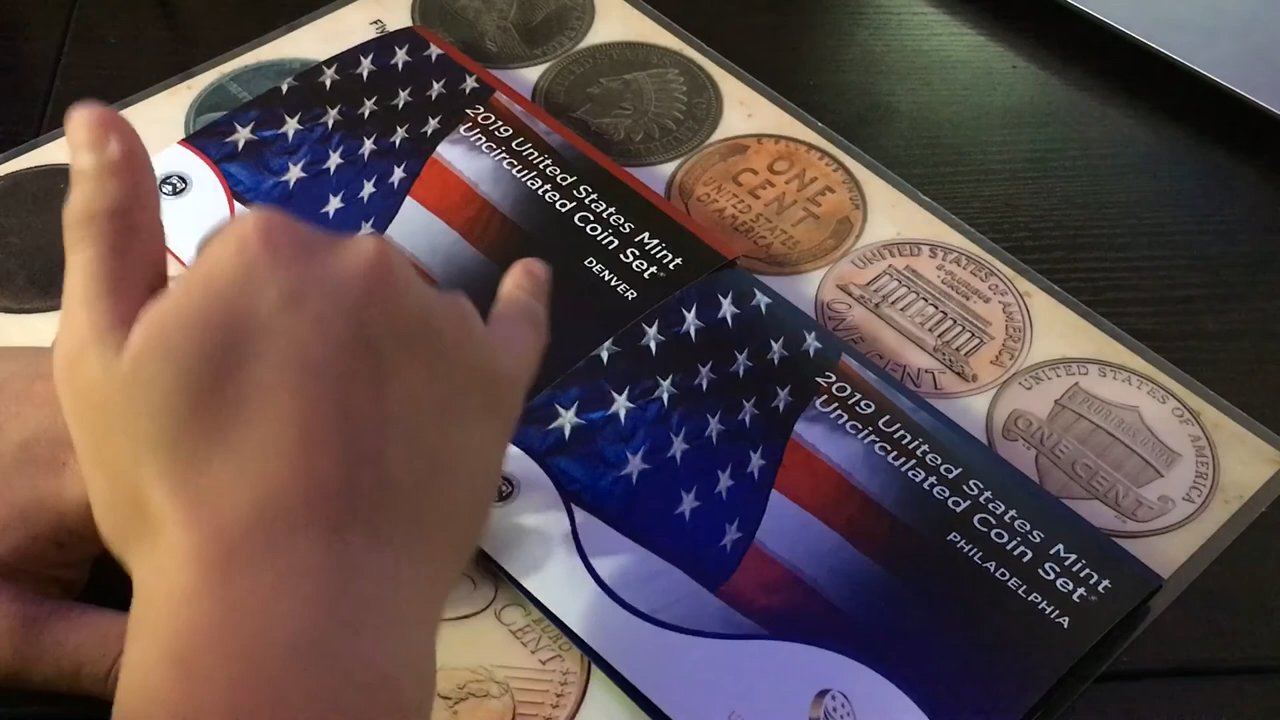 Fly
2019 United States Mint
Uncirculated Coin Set®
DENVER
ONE
CENT
UNITED STATES
OF AMERICA
UNITED STATES OF AMERICA
E·PLURIBUS
·UNUM·
ONE CENT
2019 United States Mint
Uncirculated Coin Set®
PHILADELPHIA
UNITED STATES OF AMERICA
E PLURIBUS UNUM
ONE CENT
EURO
CENT